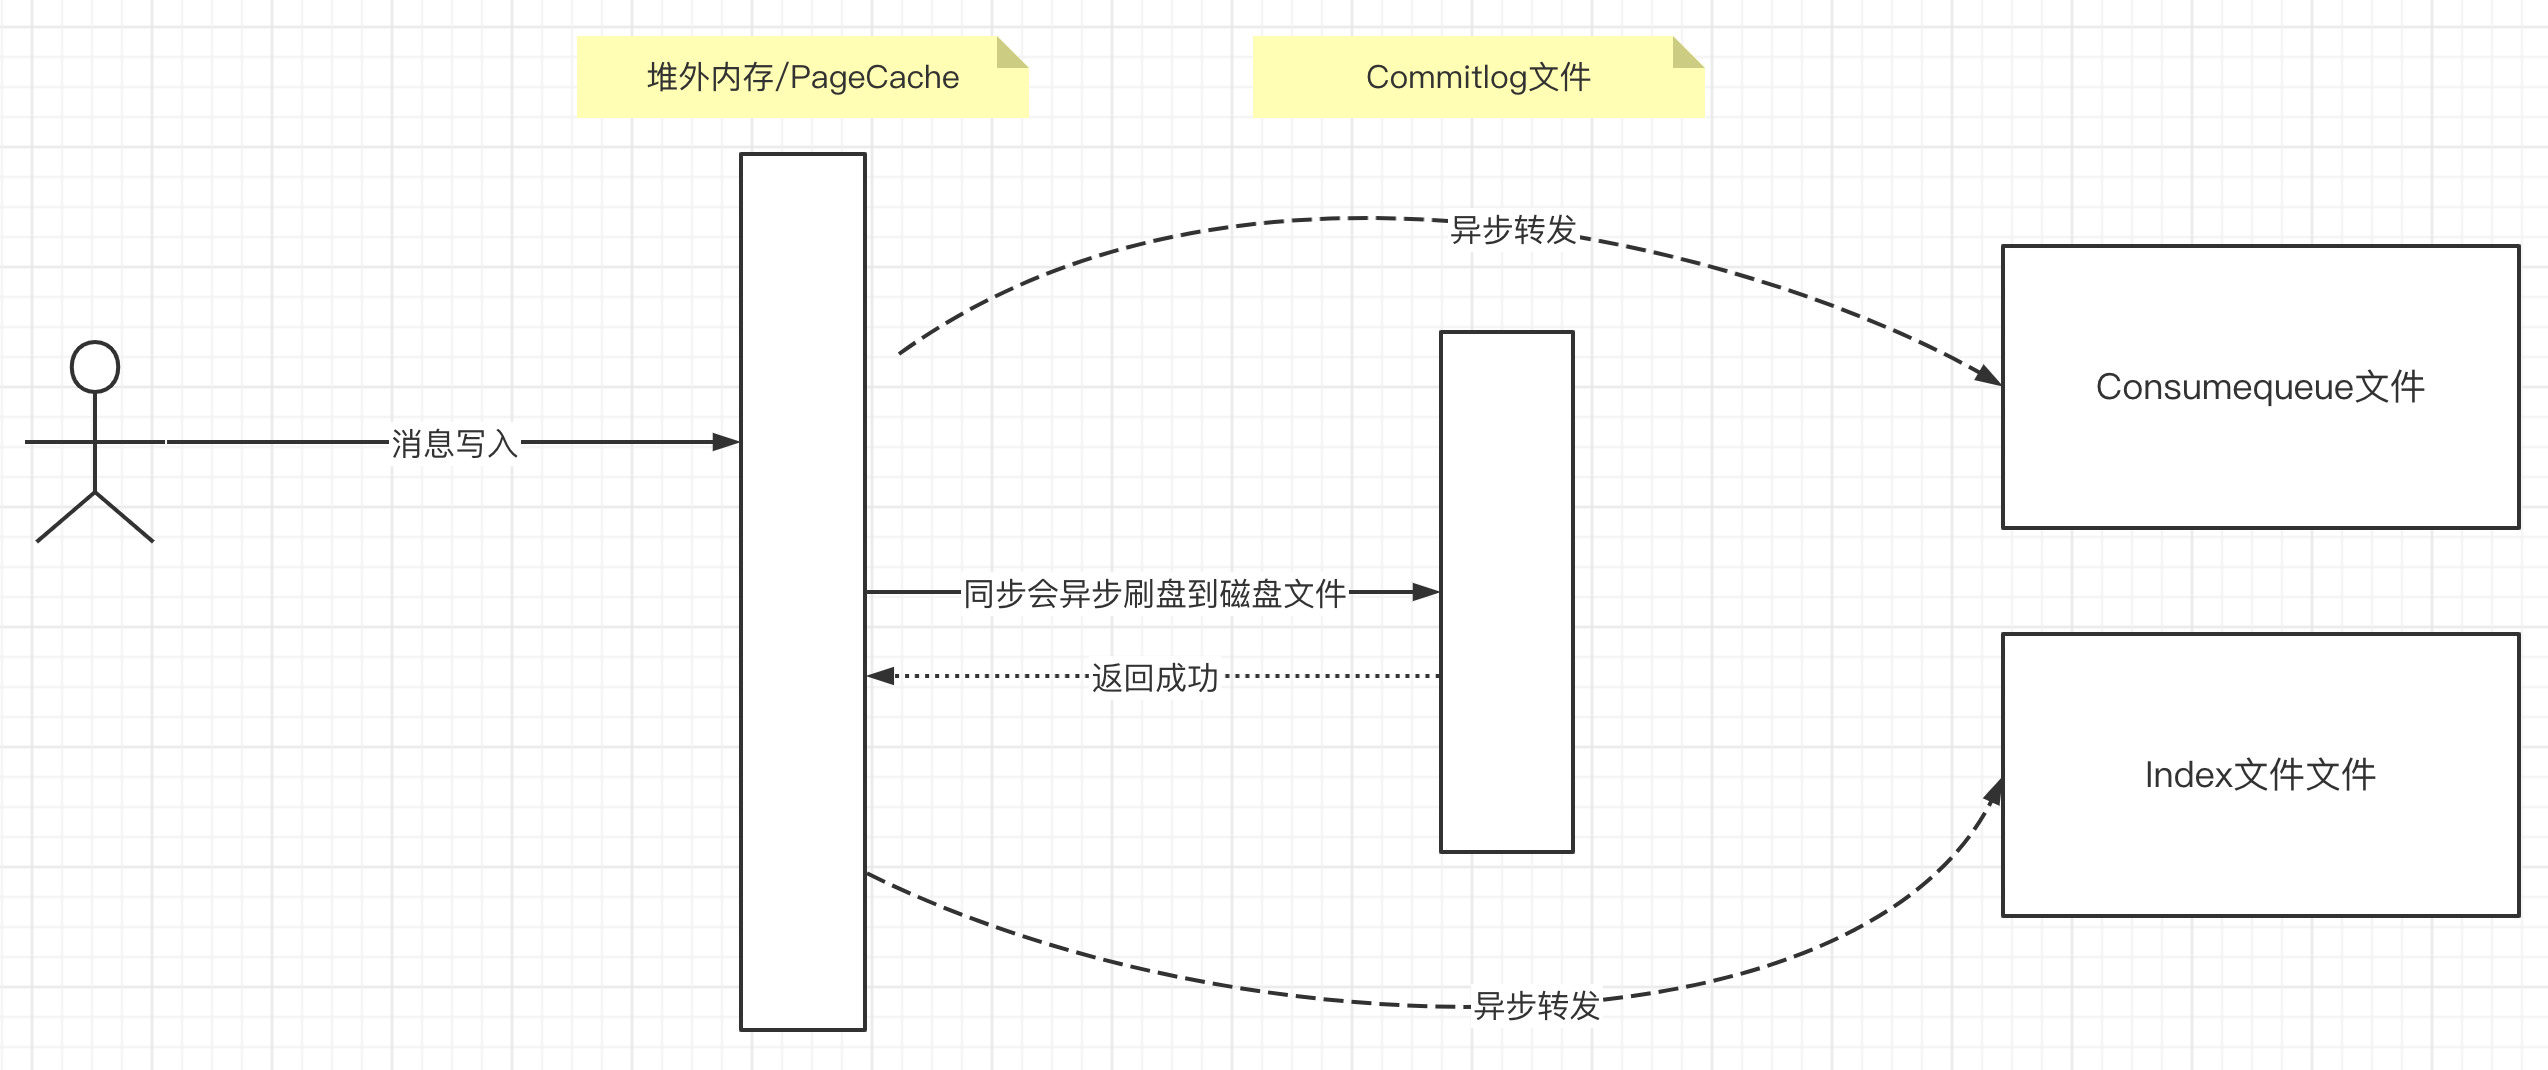 堆外内存/PageCache
Commitlog文件
异步转发
Consumequeue文件
消息写入
同步会异步刷盘到磁盘文件
返回成功
Index文件文件
异步转发